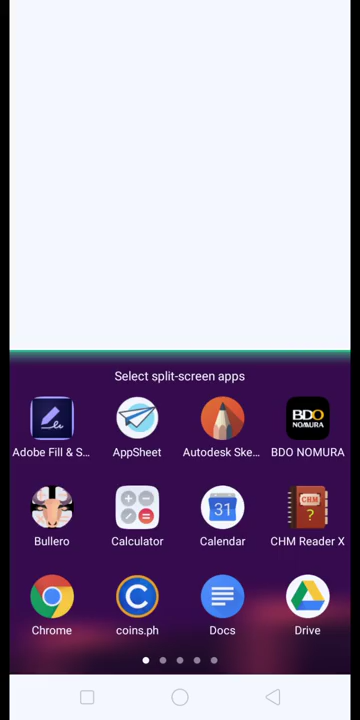 Select split-screen apps
Adobe Fill & S... AppSheet Autodesk Ske... BDO NOMURA
BDO
NOMURA
Bullero Calculator Calendar CHM Reader X
31
CHM
?
Chrome coins.ph Docs Drive